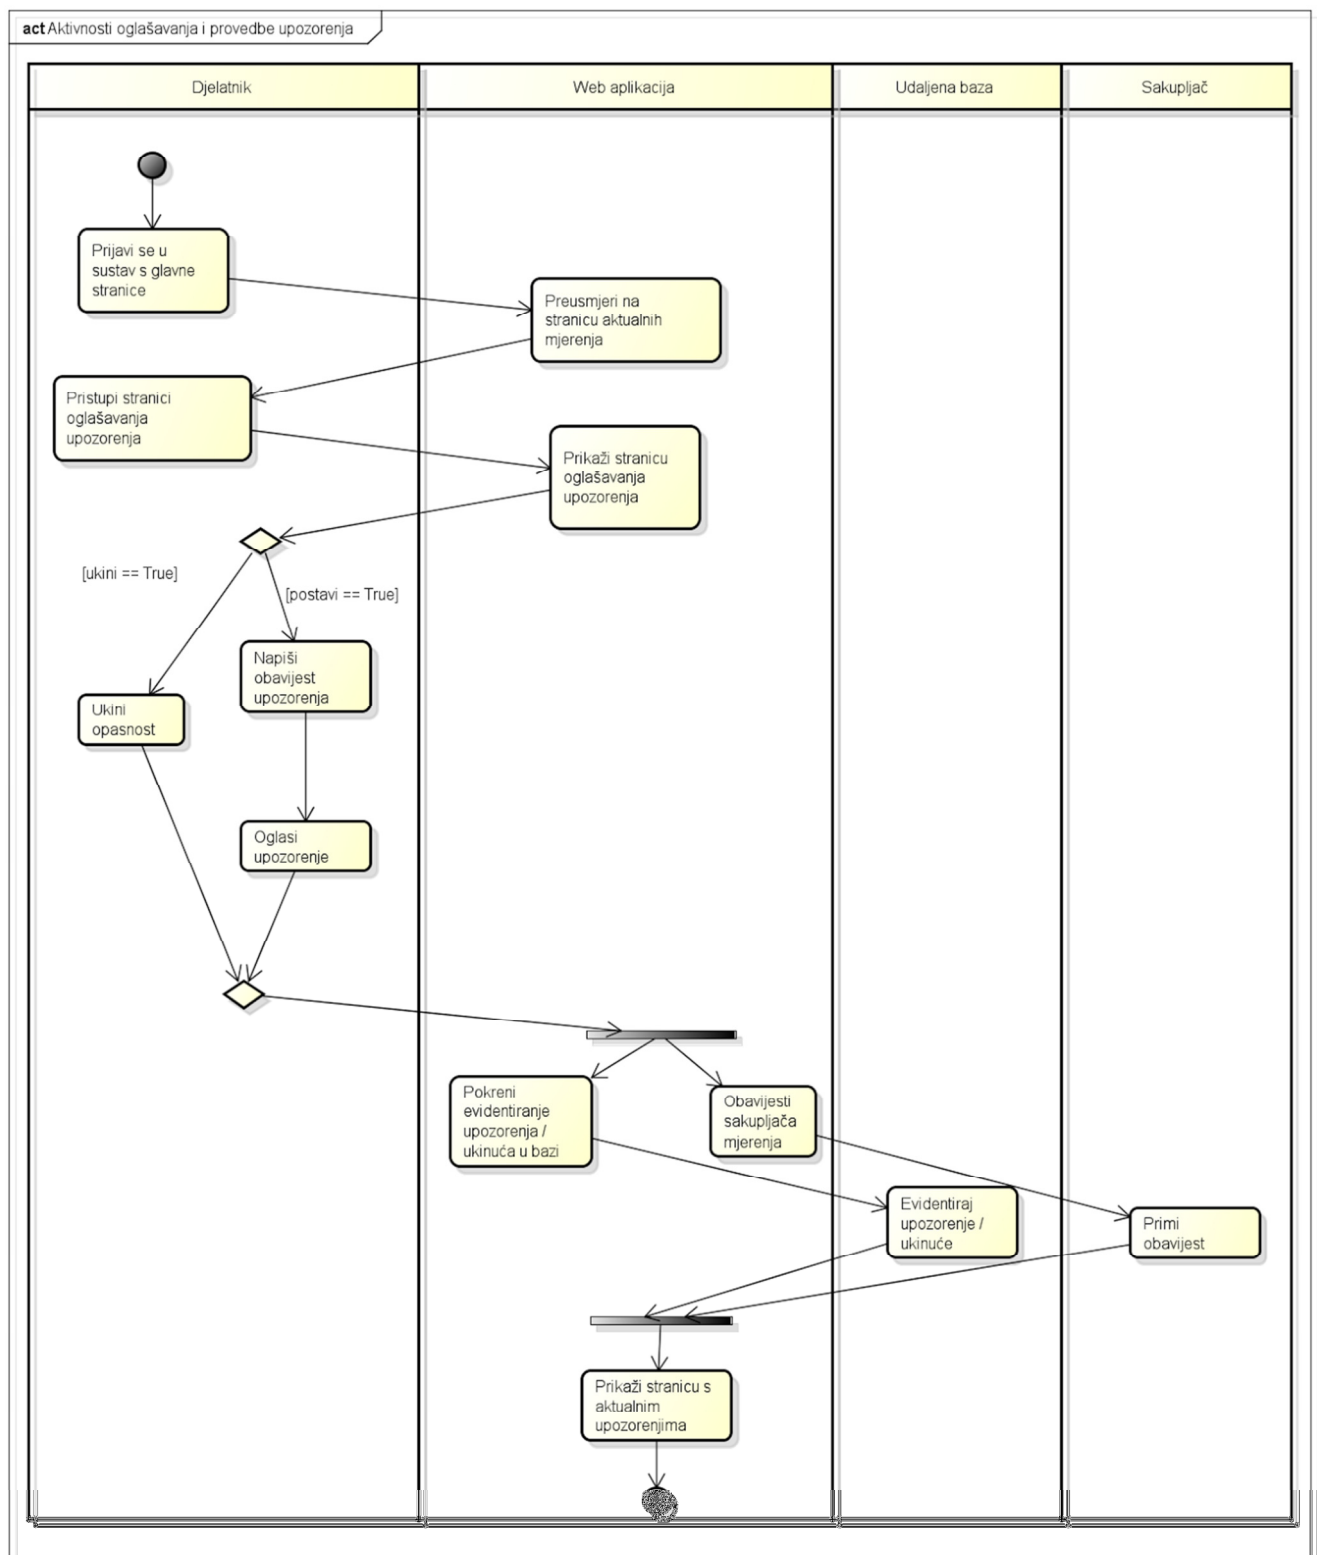 act Aktivnosti oglašavanja i provedbe upozorenja
Djelatnik
Web aplikacija
Udaljena baza
Sakupljač
Prijavi se u
sustav s glavne
stranice
Preusmjeri na
stranicu aktualnih
mjerenja
Pristupi stranici
oglašavanja
upozorenja
Prikaži stranicu
oglašavanja
upozorenja
[ukini == True]
[postavi == True]
Napiši
obavijest
upozorenja
Ukini
opasnost
Oglasi
upozorenje
Pokreni
evidentiranje
upozorenja /
ukinuća u bazi
Obavijesti
sakupljača
mjerenja
Evidentiraj
upozorenje /
ukinuće
Primi
obavijest
Prikaži stranicu s
aktualnim
upozorenjima